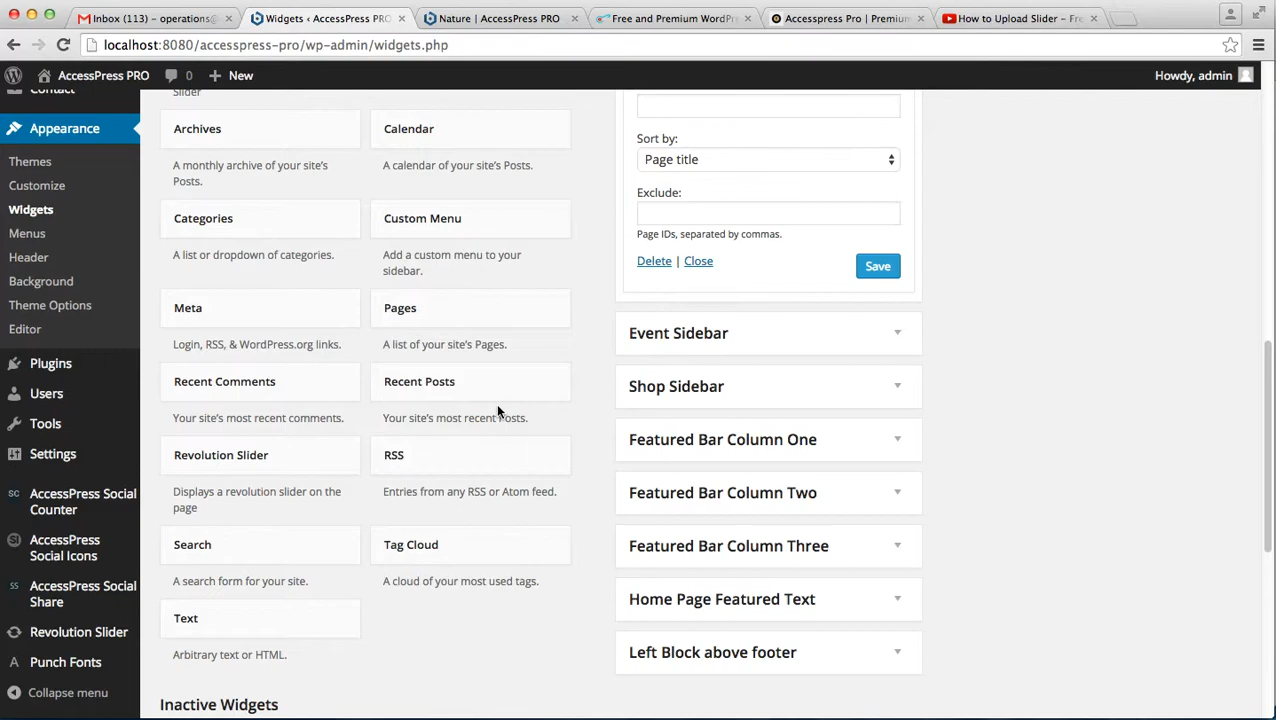 Inbox (113) – operations@
Widgets ‹ AccessPress PRO
Nature | AccessPress PRO
Free and Premium WordPre
Accesspress Pro | Premium
How to Upload Slider – Fre
localhost:8080/accesspress-pro/wp-admin/widgets.php
AccessPress PRO
0
New
Howdy, admin
Contact
Appearance
Themes
Customize
Widgets
Menus
Header
Background
Theme Options
Editor
Plugins
Users
Tools
Settings
SC
AccessPress Social
Counter
SI
AccessPress
Social Icons
SS
AccessPress Social
Share
Revolution Slider
Punch Fonts
Collapse menu
Slider
Archives
A monthly archive of your site's
Posts.
Calendar
A calendar of your site's Posts.
Categories
A list or dropdown of categories.
Custom Menu
Add a custom menu to your
sidebar.
Meta
Login, RSS, & WordPress.org links.
Pages
A list of your site's Pages.
Recent Comments
Your site's most recent comments.
Recent Posts
Your site's most recent Posts.
Revolution Slider
Displays a revolution slider on the
page
RSS
Entries from any RSS or Atom feed.
Search
A search form for your site.
Tag Cloud
A cloud of your most used tags.
Text
Arbitrary text or HTML.
Inactive Widgets
Sort by:
Page title
Exclude:
Page IDs, separated by commas.
Delete | Close
Save
Event Sidebar
Shop Sidebar
Featured Bar Column One
Featured Bar Column Two
Featured Bar Column Three
Home Page Featured Text
Left Block above footer